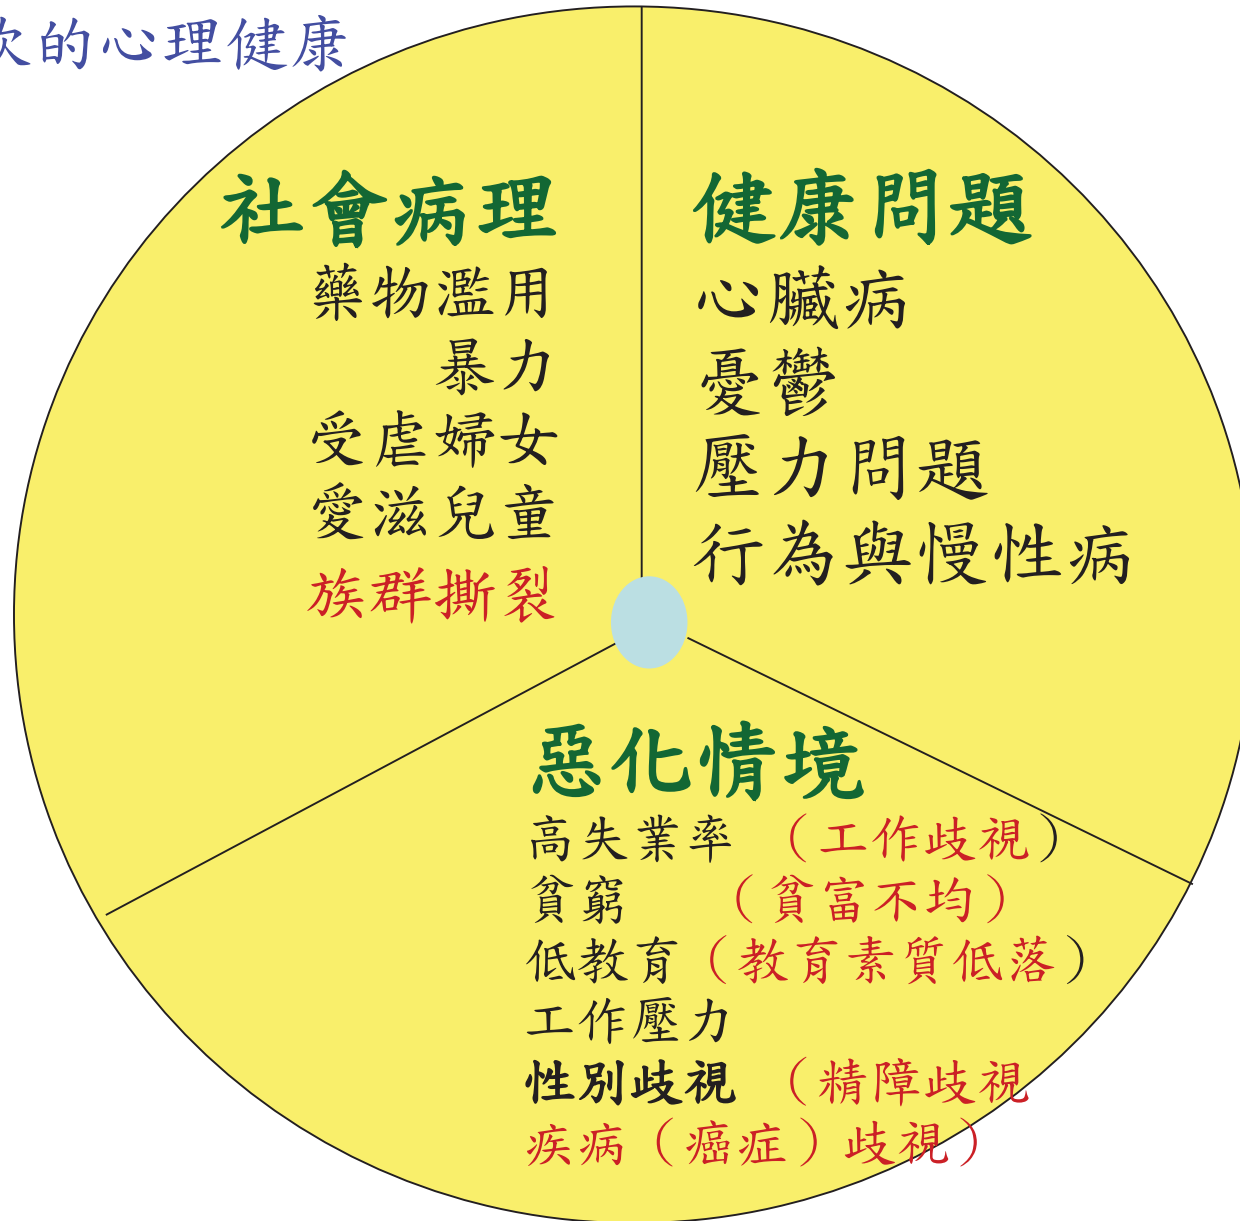 次的心理健康
社會病理
藥物濫用
暴力
受虐婦女
愛滋兒童
族群撕裂
健康問題
心臟病
憂鬱
壓力問題
行為與慢性病
惡化情境
高失業率 （工作歧視）
貧窮 （貧富不均）
低教育（教育素質低落）
工作壓力
性別歧視 （精障歧視
疾病（癌症）歧視）